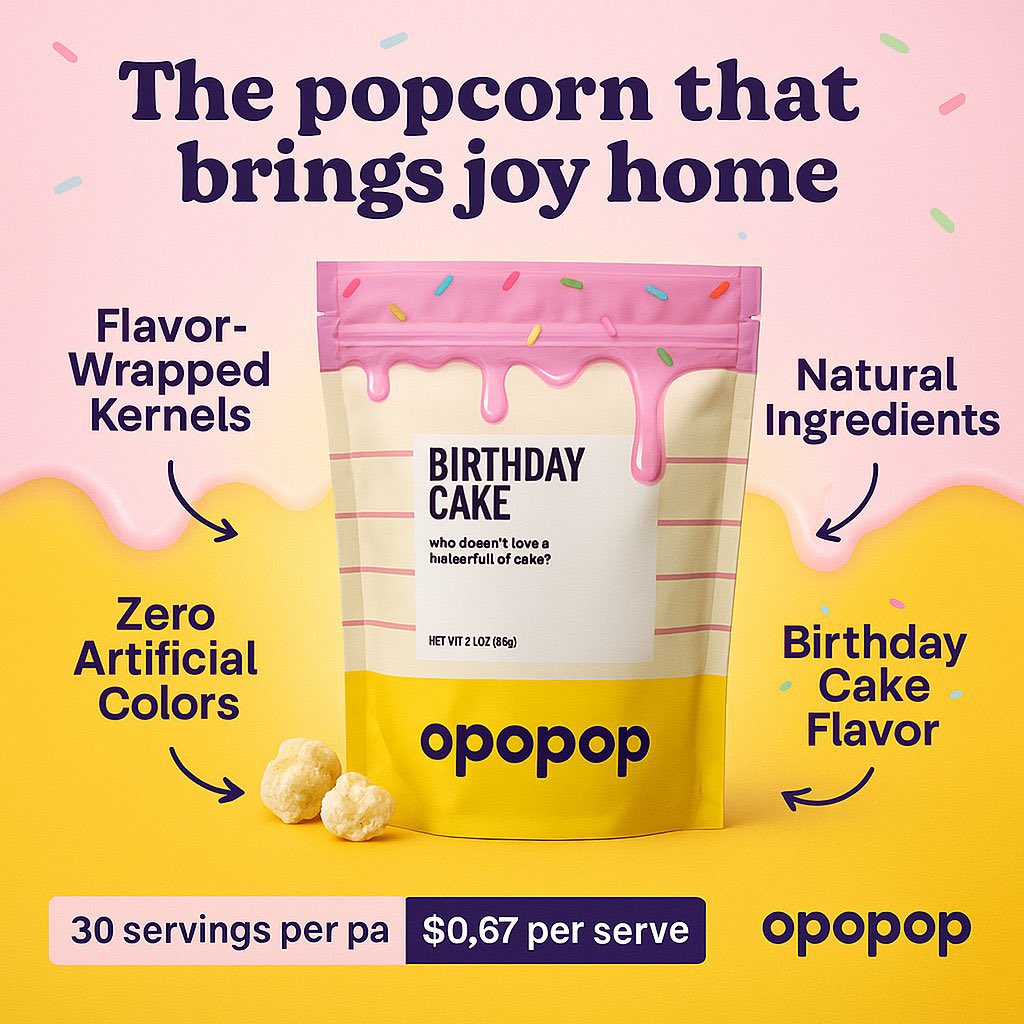 The popcorn that
brings joy home
Flavor-
Wrapped
Kernels
Natural
Ingredients
BIRTHDAY
CAKE
who doeen't love a
hıaleerfull of cake?
HET VIT 2 LOZ (86g)
Zero
Artificial
Colors
Birthday
Cake
Flavor
opopop
30 servings per pa
$0,67 per serve
opopop